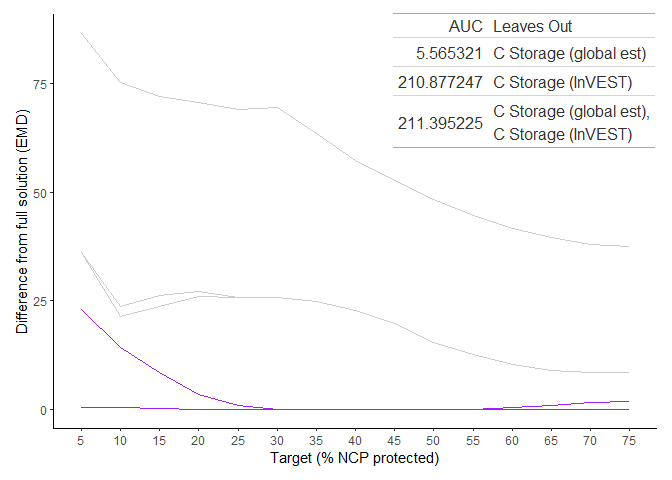 AUC Leaves Out
5.565321 C Storage (global est)
210.877247 C Storage (InVEST)
211.395225 C Storage (global est),
C Storage (InVEST)
Difference from full solution (EMD)
75
50
25
0
5 10 15 20 25 30 35 40 45 50 55 60 65 70 75
Target (% NCP protected)